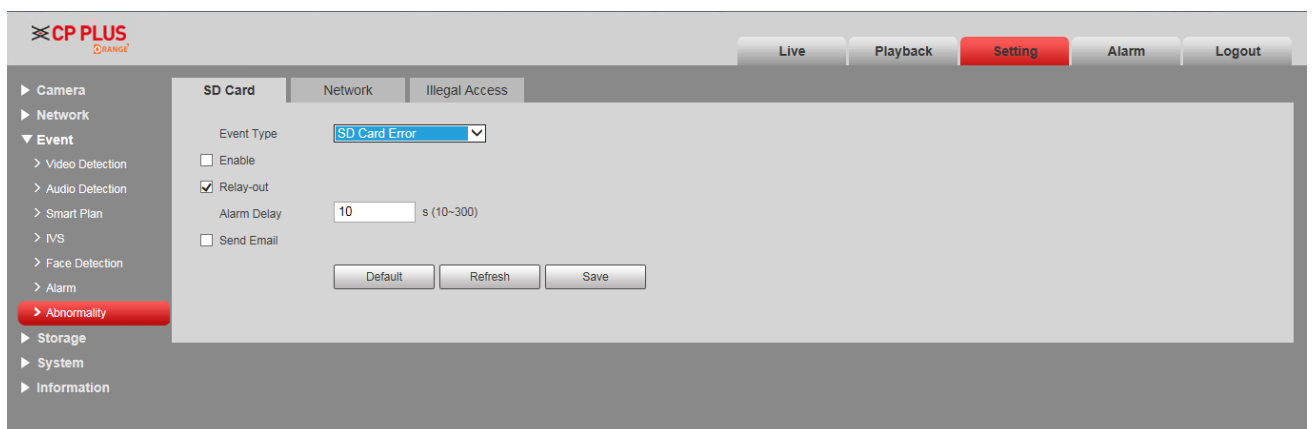 CP PLUS
ORANGE
Live Playback Setting Alarm Logout
Camera
Network
Event
Video Detection
Audio Detection
Smart Plan
IVS
Face Detection
Alarm
Abnormality
Storage
System
Information
SD Card Network Illegal Access
Event Type SD Card Error
Enable
Relay-out
Alarm Delay 10 s (10~300)
Send Email
Default Refresh Save